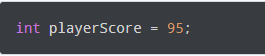 int playerScore = 95;